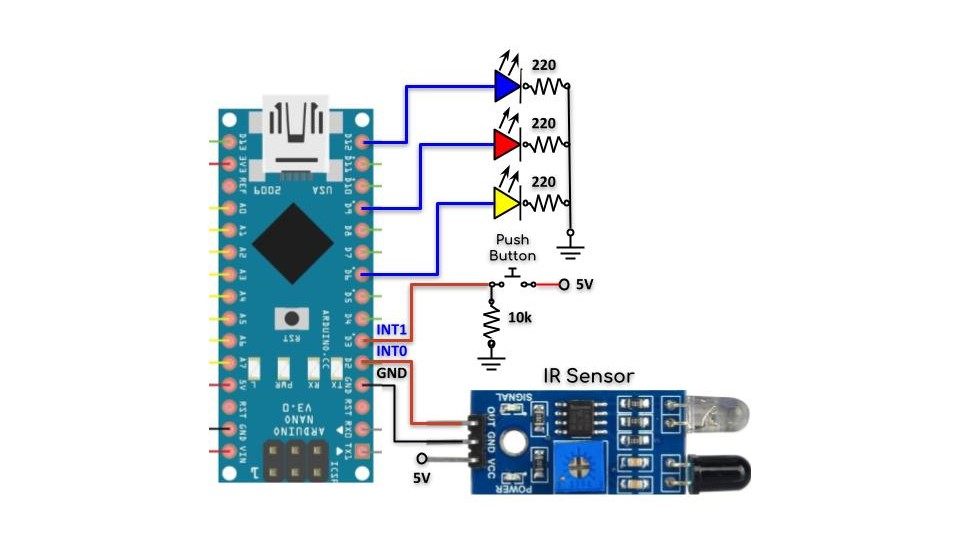 220
220
220
Push
Button
5V
10k
INT1
INT0
GND
IR Sensor
5V
D13
3V3
REF
A0
A1
A2
A3
A4
A5
A6
A7
5V
RST
GND
VIN
D12
D11
D10
D9
D8
D7
D6
D5
D4
D3
D2
GND
RST
RX0
TX1
USA
2009
RST
ARDUINO.CC
L
PWR
RX
TX
V3.0
NANO
ARDUINO
1
ICSP
SIGNAL
OUT
GND
VCC
POWER